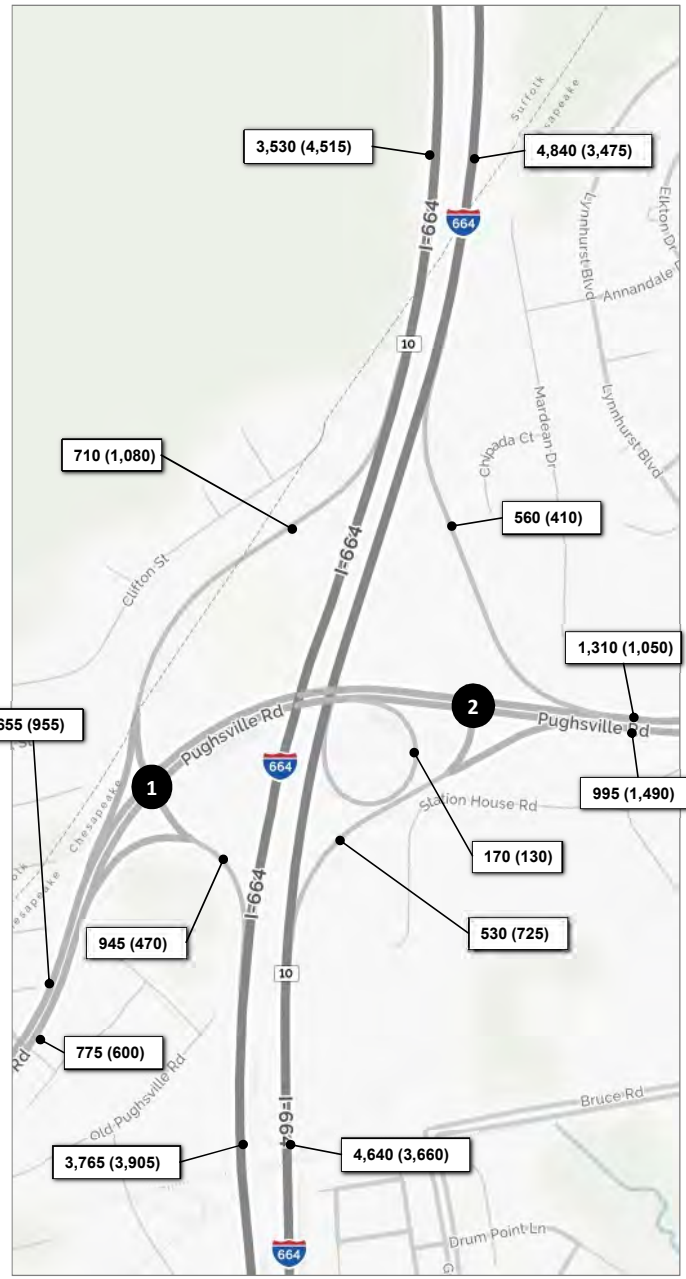 Suffolk
3,530 (4,515)
4,840 (3,475)
Elkton Dr
Lynnhurst Blvd
I-664
664
Annandale
10
Mardean Dr
Lynnhurst Blvd
Chipada Ct
710 (1,080)
560 (410)
I-664
Clifton St
1,310 (1,050)
2
655 (955)
Pughsville Rd
Pughsville Rd
664
1
995 (1,490)
Chesapeake
Station House Rd
170 (130)
I-664
530 (725)
945 (470)
10
775 (600)
Rd
Old Pughsville Rd
Bruce Rd
I-664
3,765 (3,905)
4,640 (3,660)
Drum Point Ln
664
G